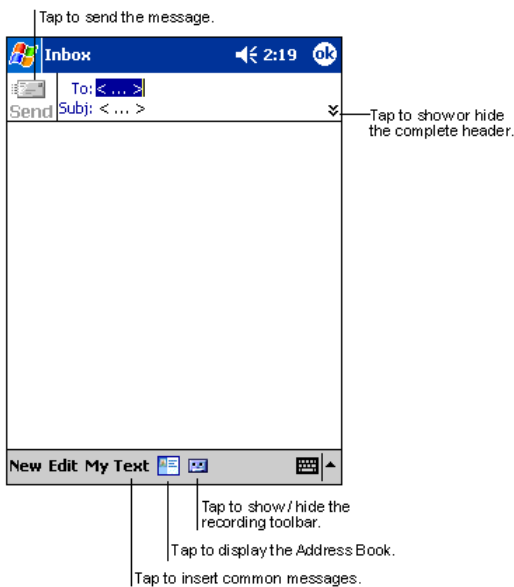 Tap to send the message.
Inbox 2:19 ok
To: < ... >
Send Subj: < ... >
Tap to show or hide
the complete header.
New Edit My Text
Tap to show / hide the
recording toolbar.
Tap to display the Address Book.
Tap to insert common messages.